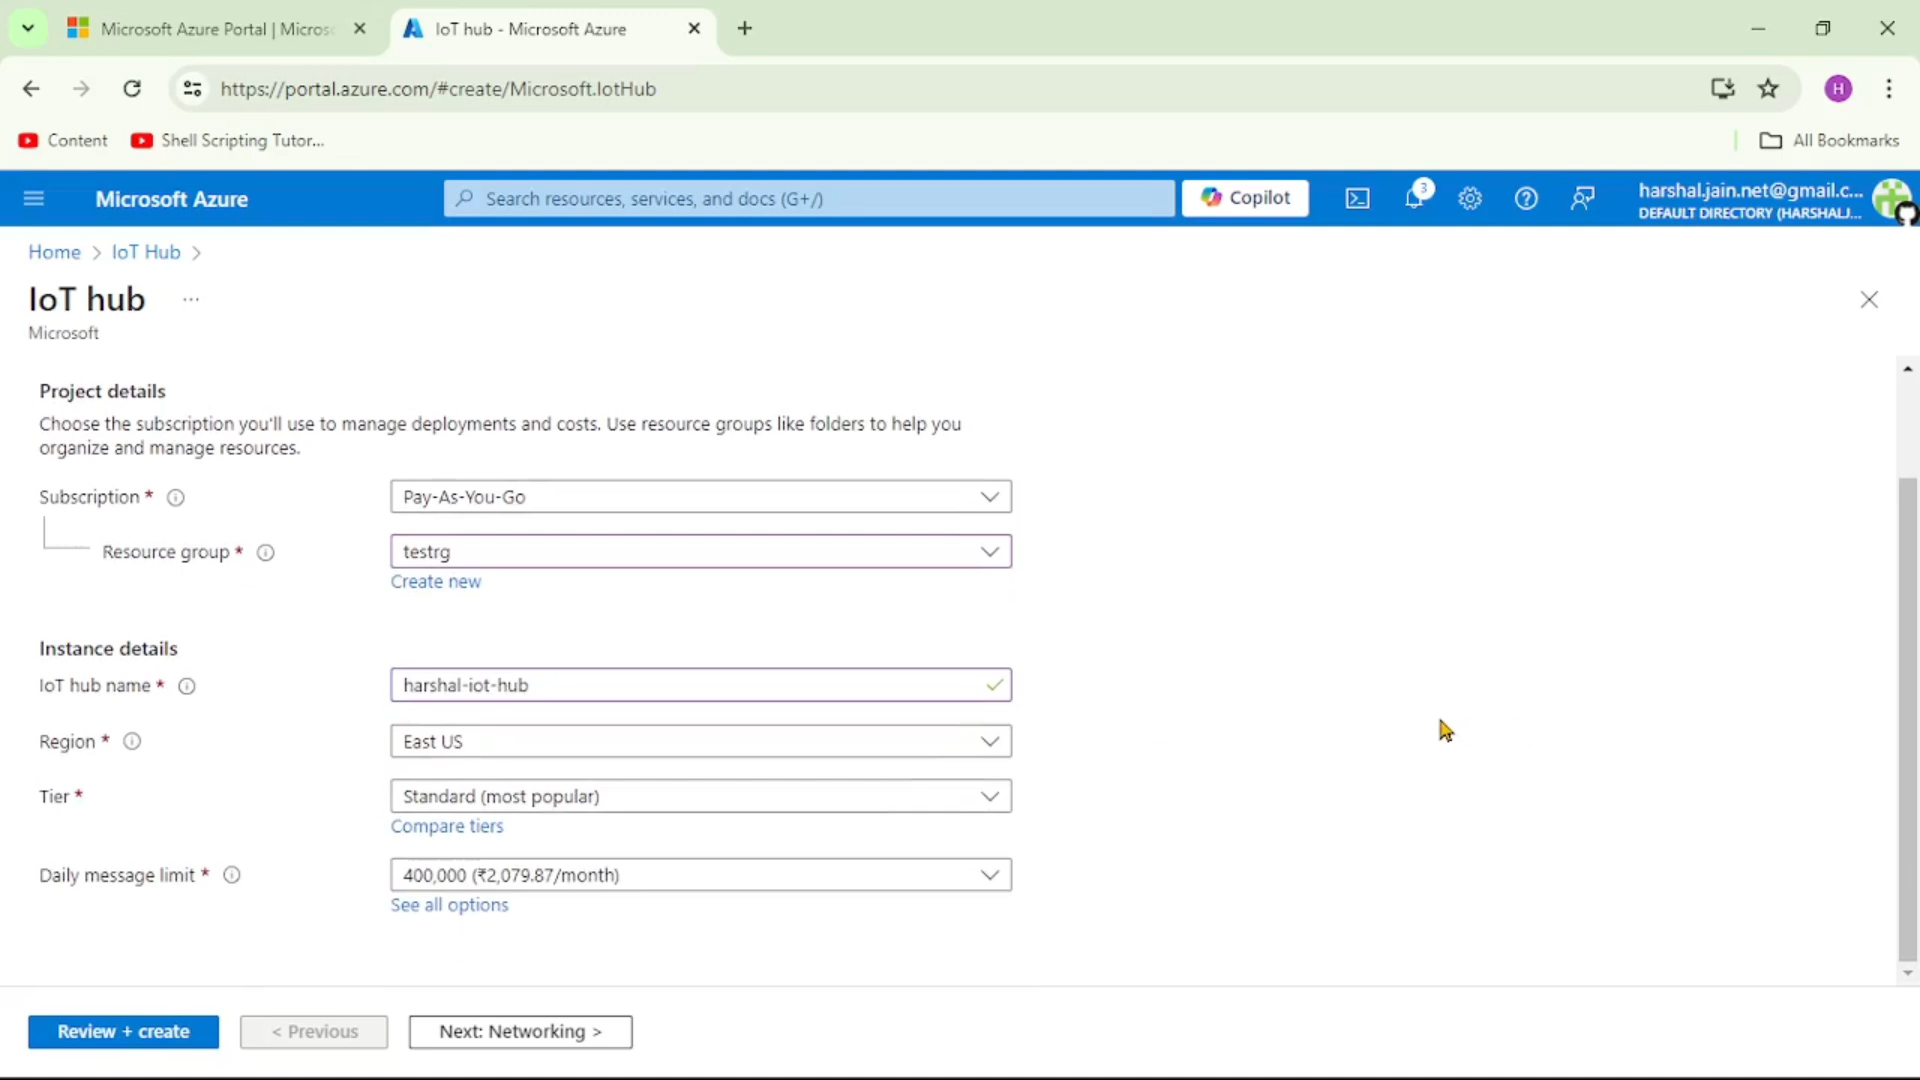 Microsoft Azure Portal | Micros
IoT hub - Microsoft Azure
https://portal.azure.com/#create/Microsoft.IotHub
H
Content
Shell Scripting Tutor...
All Bookmarks
Microsoft Azure
Search resources, services, and docs (G+/)
Copilot
3
harshal.jain.net@gmail.c...
DEFAULT DIRECTORY (HARSHALJ...
Home > IoT Hub >
IoT hub ...
Microsoft
Project details
Choose the subscription you'll use to manage deployments and costs. Use resource groups like folders to help you
organize and manage resources.
Subscription *
Pay-As-You-Go
Resource group *
testrg
Create new
Instance details
IoT hub name *
harshal-iot-hub
Region *
East US
Tier *
Standard (most popular)
Compare tiers
Daily message limit *
400,000 (₹2,079.87/month)
See all options
Review + create
< Previous
Next: Networking >